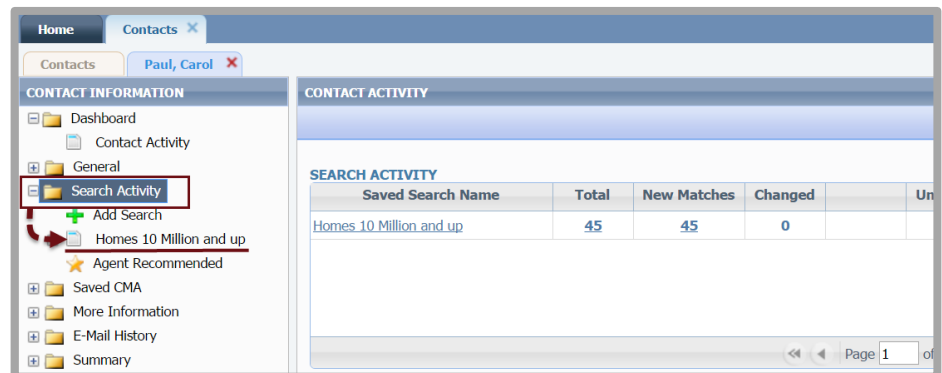 Home Contacts
Contacts Paul, Carol
CONTACT INFORMATION
Dashboard
Contact Activity
General
Search Activity
Add Search
Homes 10 Million and up
Agent Recommended
Saved CMA
More Information
E-Mail History
Summary
CONTACT ACTIVITY
SEARCH ACTIVITY
Saved Search Name Total New Matches Changed Un
Homes 10 Million and up 45 45 0
Page 1 of